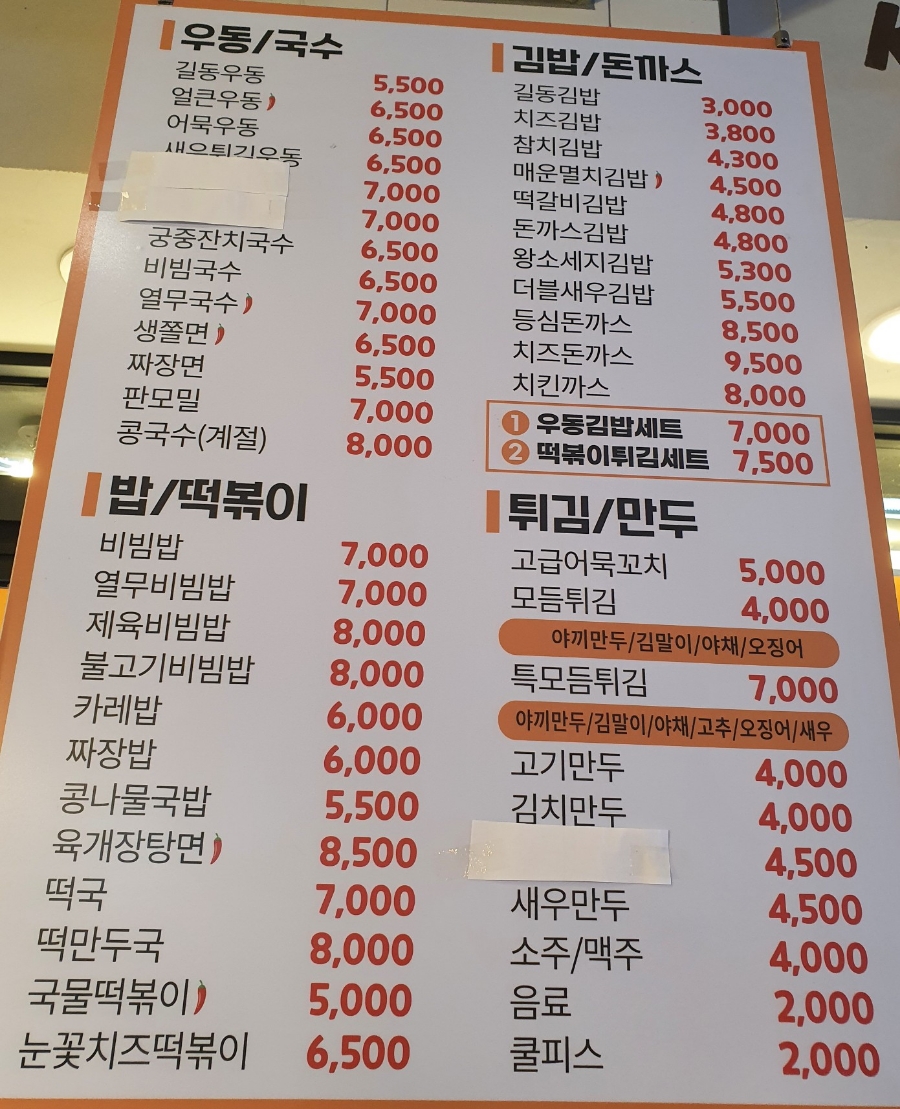 우동/국수
길동우동 5,500
얼큰우동 6,500
어묵우동 6,500
새우튀김우동 6,500
7,000
7,000
궁중잔치국수 6,500
비빔국수 6,500
열무국수 7,000
생쫄면 6,500
짜장면 5,500
판모밀 7,000
콩국수(계절) 8,000
밥/떡볶이
비빔밥 7,000
열무비빔밥 7,000
제육비빔밥 8,000
불고기비빔밥 8,000
카레밥 6,000
짜장밥 6,000
콩나물국밥 5,500
육개장탕면 8,500
떡국 7,000
떡만두국 8,000
국물떡볶이 5,000
눈꽃치즈떡볶이 6,500
김밥/돈까스
길동김밥 3,000
치즈김밥 3,800
참치김밥 4,300
매운멸치김밥 4,500
떡갈비김밥 4,800
돈까스김밥 4,800
왕소세지김밥 5,300
더블새우김밥 5,500
등심돈까스 8,500
치즈돈까스 9,500
치킨까스 8,000
1 우동김밥세트 7,000
2 떡볶이튀김세트 7,500
튀김/만두
고급어묵꼬치 5,000
모듬튀김 4,000
야끼만두/김말이/야채/오징어
특모듬튀김 7,000
야끼만두/김말이/야채/고추/오징어/새우
고기만두 4,000
김치만두 4,000
4,500
새우만두 4,500
소주/맥주 4,000
음료 2,000
쿨피스 2,000